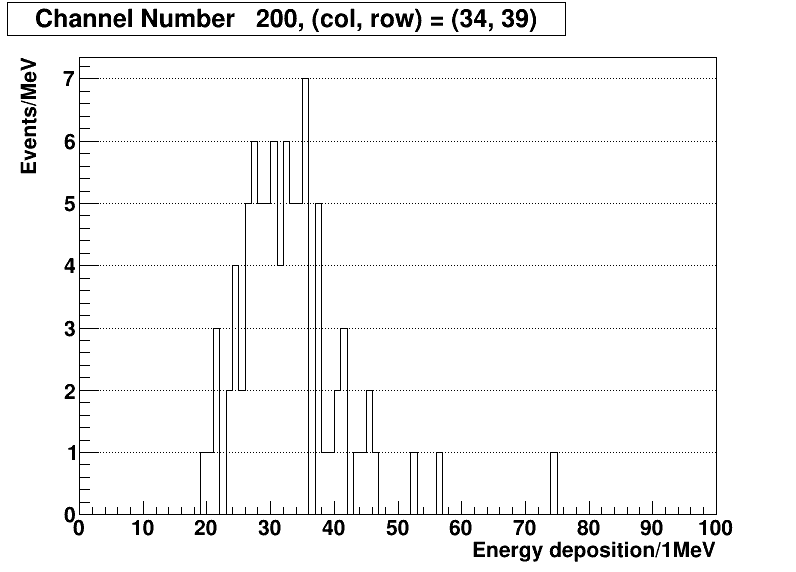 Channel Number   200, (col, row) = (34, 39)
Events/MeV
7
6
5
4
3
2
1
0
0 10 20 30 40 50 60 70 80 90 100
Energy deposition/1MeV